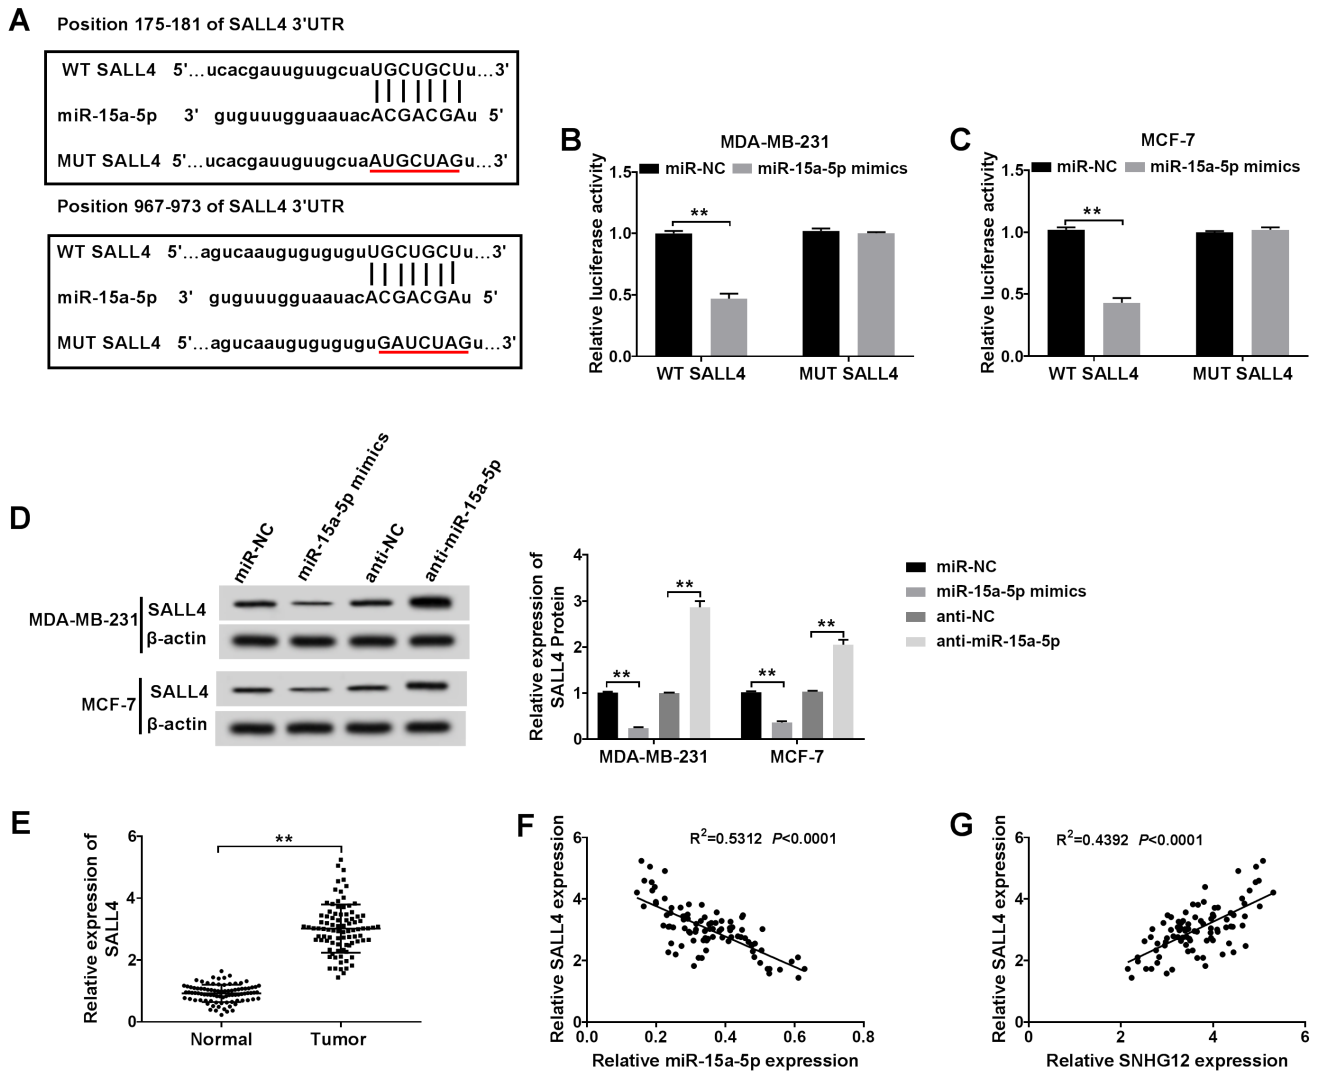 A
Position 175-181 of SALL4 3'UTR
WT SALL4 5'...ucacgauuguugcuaUGCUGCUu...3'
miR-15a-5p 3' guguuugguaauacACGACGAu 5'
MUT SALL4 5'...ucacgauuguugcuaAUGCUAGu...3'
Position 967-973 of SALL4 3'UTR
WT SALL4 5'...agucaauguguguguUGCUGCUu...3'
miR-15a-5p 3' guguuugguaauacACGACGAu 5'
MUT SALL4 5'...agucaauguguguguGAUCUAGu...3'
B
MDA-MB-231
miR-NC miR-15a-5p mimics
Relative luciferase activity
1.5
1.0
0.5
0.0
**
WT SALL4 MUT SALL4
C
MCF-7
miR-NC miR-15a-5p mimics
Relative luciferase activity
1.5
1.0
0.5
0.0
**
WT SALL4 MUT SALL4
D
miR-NC
miR-15a-5p mimics
anti-NC
anti-miR-15a-5p
MDA-MB-231
SALL4
β-actin
MCF-7
SALL4
β-actin
Relative expression of
SALL4 Protein
4
3
2
1
0
** ** ** **
MDA-MB-231 MCF-7
miR-NC
miR-15a-5p mimics
anti-NC
anti-miR-15a-5p
E
Relative expression of
SALL4
6
4
2
0
**
Normal Tumor
F
R²=0.5312 P<0.0001
Relative SALL4 expression
6
4
2
0
0.0 0.2 0.4 0.6 0.8
Relative miR-15a-5p expression
G
R²=0.4392 P<0.0001
Relative SALL4 expression
6
4
2
0
0 2 4 6
Relative SNHG12 expression